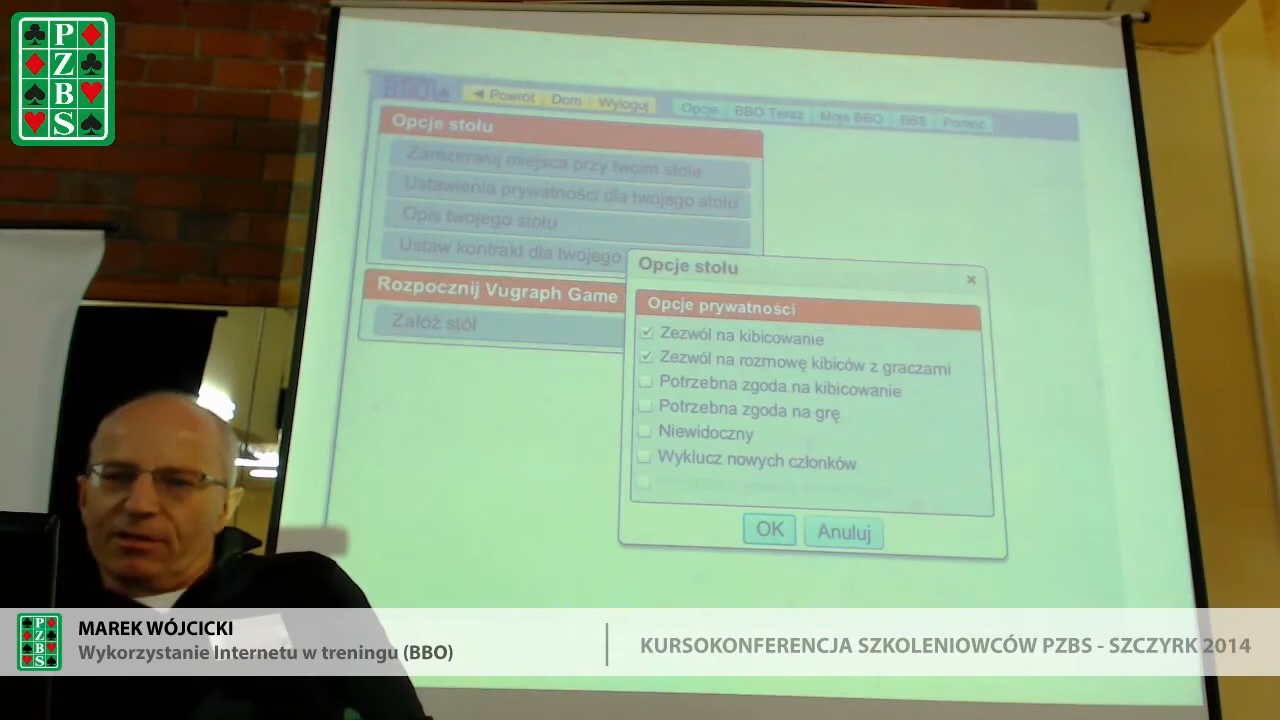 P
Z
B
S
◄ Powrót Dom Wyloguj Opcje BBO Teraz Moje BBO BBS Pomoc
Opcje stołu
Zarezerwuj miejsca przy twoim stole
Ustawienia prywatności dla twojego stołu
Opis twojego stołu
Ustaw kontrakt dla twojego
Rozpocznij Vugraph Game
Załóż stół
Opcje stołu
Opcje prywatności
Zezwól na kibicowanie
Zezwól na rozmowę kibiców z graczami
Potrzebna zgoda na kibicowanie
Potrzebna zgoda na grę
Niewidoczny
Wyklucz nowych członków
OK Anuluj
P
Z
B
S
MAREK WÓJCICKI
Wykorzystanie Internetu w treningu (BBO)
KURSOKONFERENCJA SZKOLENIOWCÓW PZBS - SZCZYRK 2014